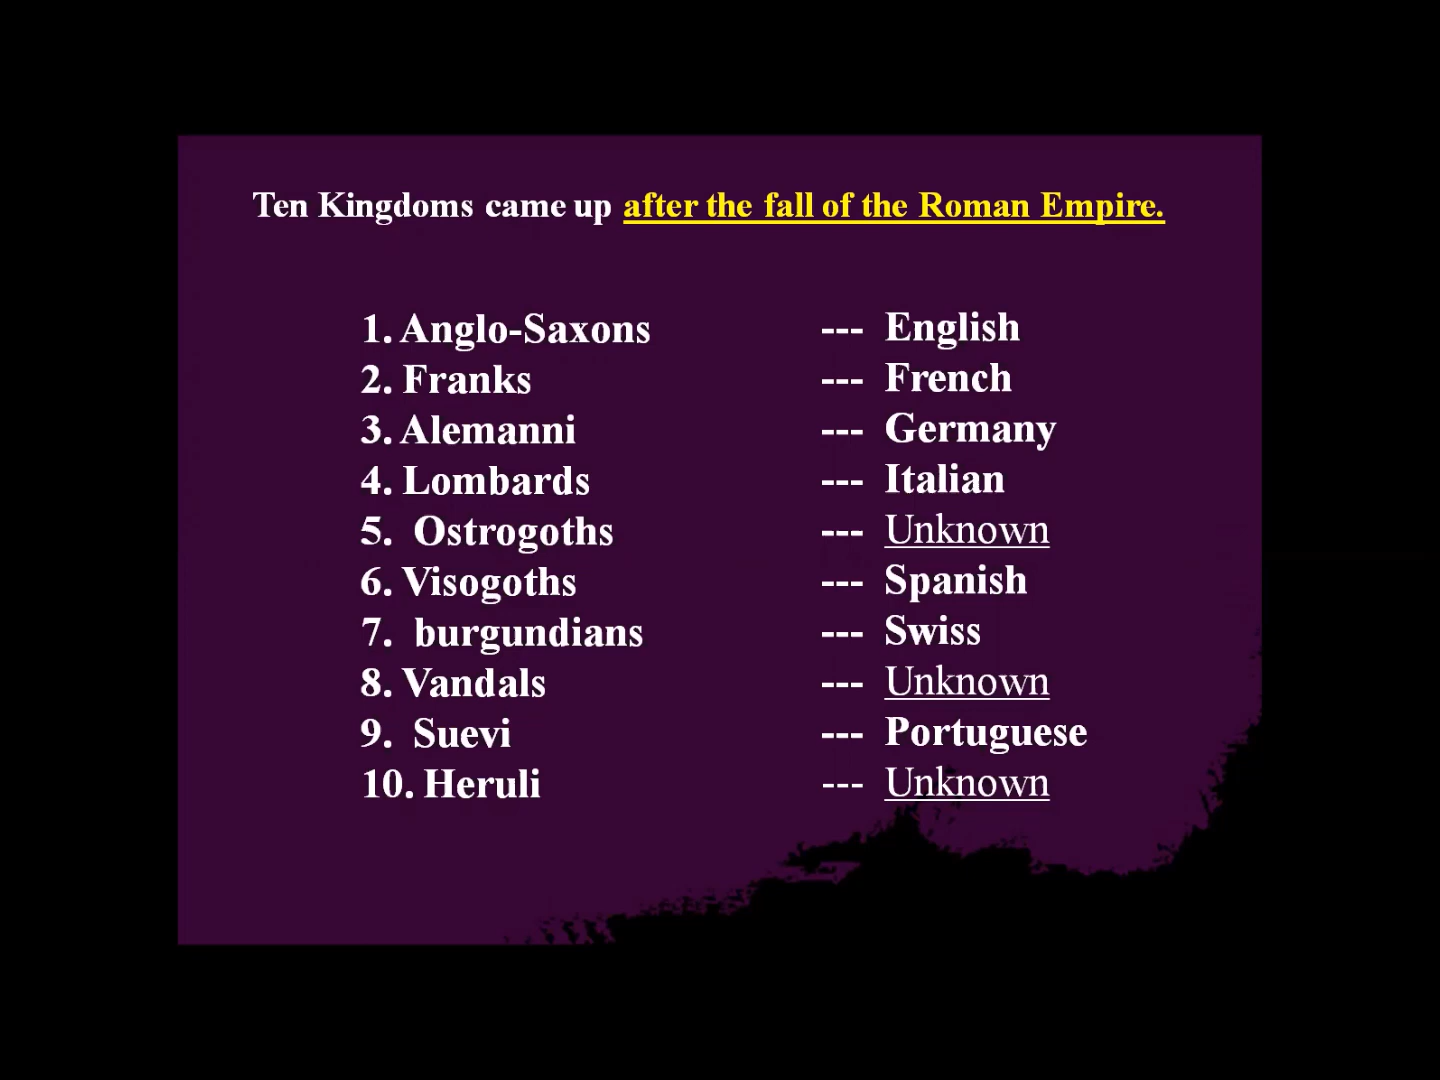 Ten Kingdoms came up after the fall of the Roman Empire.
1. Anglo-Saxons --- English
2. Franks --- French
3. Alemanni --- Germany
4. Lombards --- Italian
5. Ostrogoths --- Unknown
6. Visogoths --- Spanish
7. burgundians --- Swiss
8. Vandals --- Unknown
9. Suevi --- Portuguese
10. Heruli --- Unknown